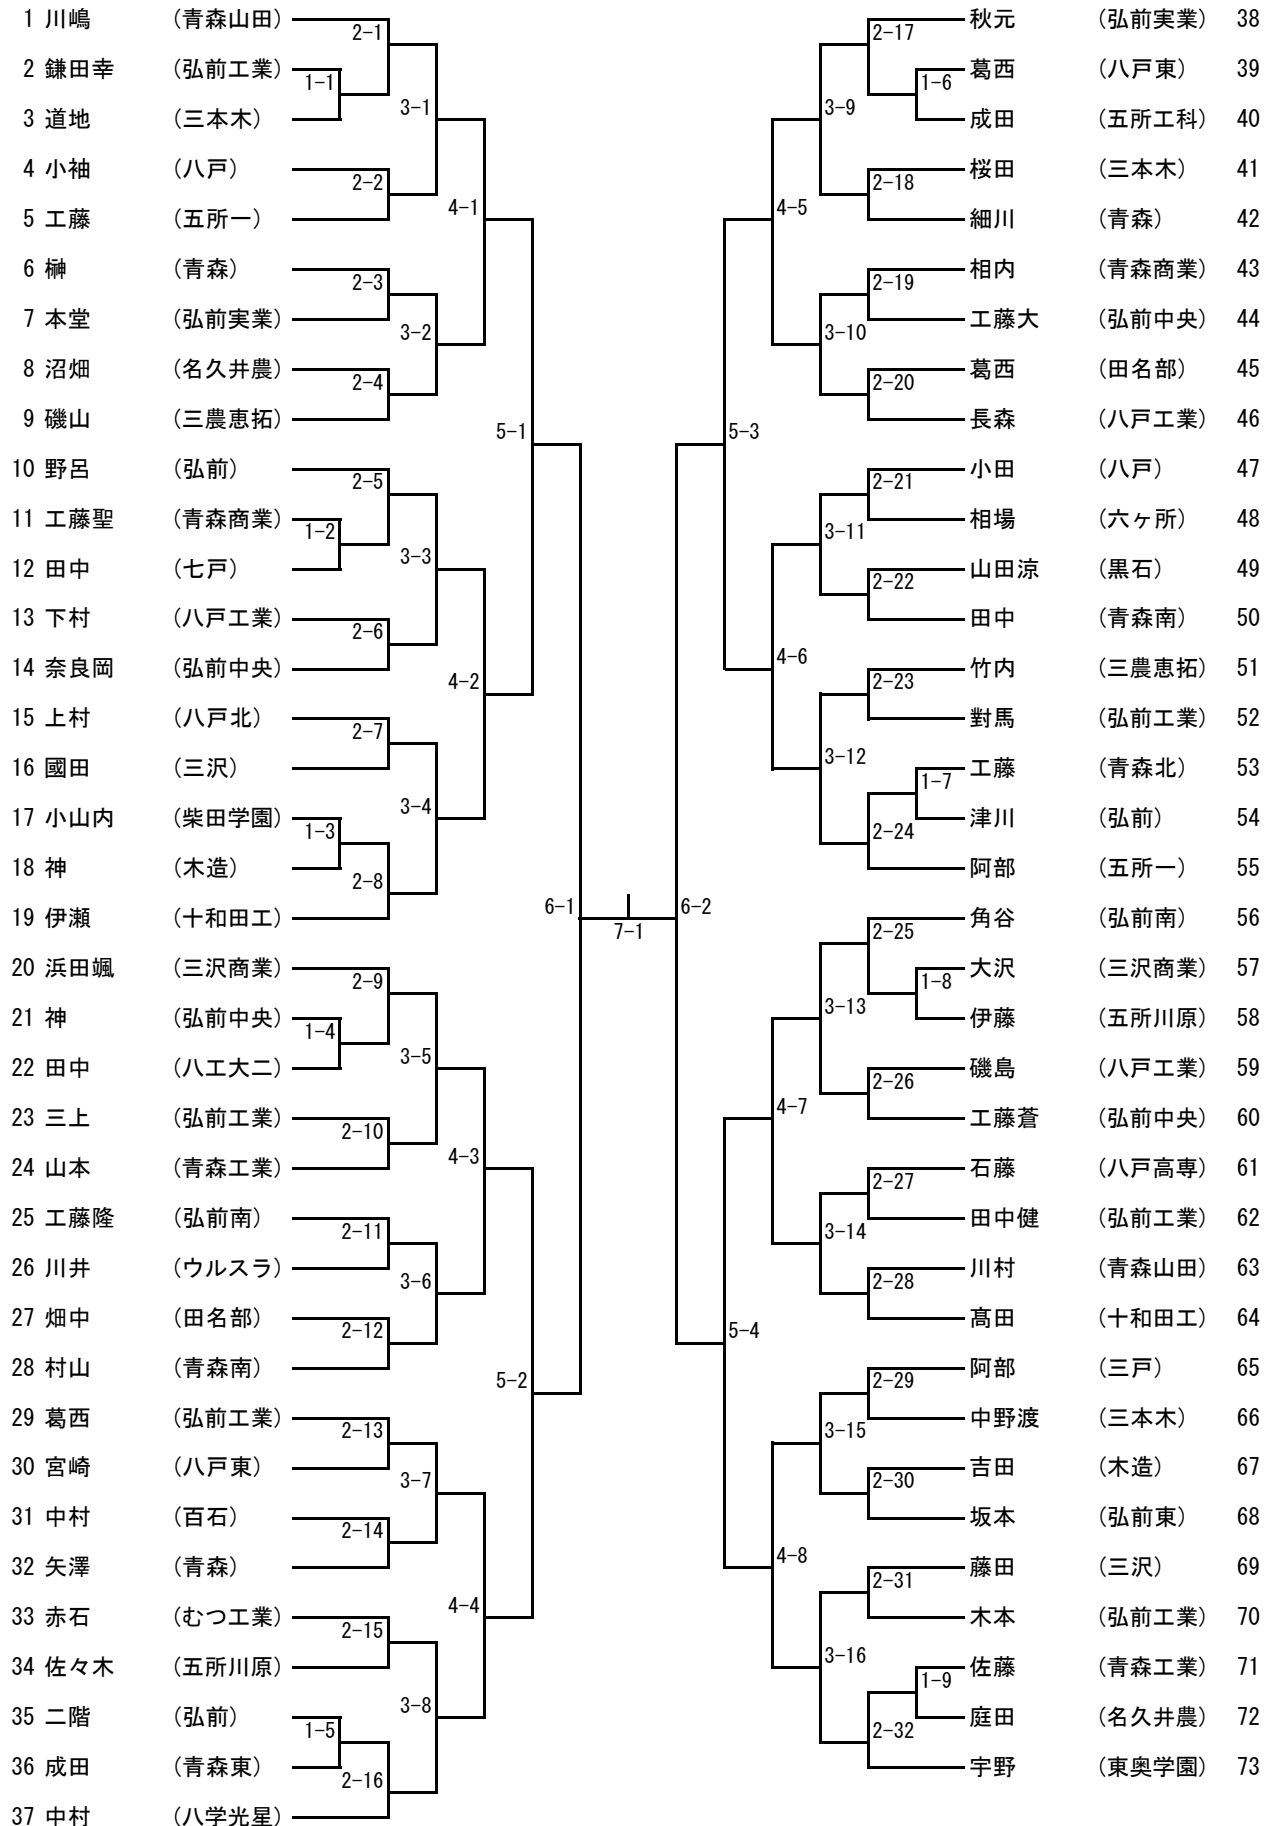 1 川嶋 (青森山田)
2-1
2 鎌田幸 (弘前工業)
1-1
3 道地 (三本木)
3-1
4 小袖 (八戸)
2-2
5 工藤 (五所一)
4-1
6 榊 (青森)
2-3
7 本堂 (弘前実業)
3-2
8 沼畑 (名久井農)
2-4
9 磯山 (三農恵拓)
5-1
10 野呂 (弘前)
2-5
11 工藤聖 (青森商業)
1-2
12 田中 (七戸)
3-3
13 下村 (八戸工業)
2-6
14 奈良岡 (弘前中央)
4-2
15 上村 (八戸北)
2-7
16 國田 (三沢)
3-4
17 小山内 (柴田学園)
1-3
18 神 (木造)
2-8
19 伊瀬 (十和田工)
6-1
20 浜田颯 (三沢商業)
2-9
21 神 (弘前中央)
1-4
22 田中 (八工大二)
3-5
23 三上 (弘前工業)
2-10
24 山本 (青森工業)
4-3
25 工藤隆 (弘前南)
2-11
26 川井 (ウルスラ)
3-6
27 畑中 (田名部)
2-12
28 村山 (青森南)
5-2
29 葛西 (弘前工業)
2-13
30 宮崎 (八戸東)
3-7
31 中村 (百石)
2-14
32 矢澤 (青森)
4-4
33 赤石 (むつ工業)
2-15
34 佐々木 (五所川原)
3-8
35 二階 (弘前)
1-5
36 成田 (青森東)
2-16
37 中村 (八学光星)
7-1
秋元 (弘前実業) 38
2-17
葛西 (八戸東) 39
1-6
成田 (五所工科) 40
3-9
桜田 (三本木) 41
2-18
細川 (青森) 42
4-5
相内 (青森商業) 43
2-19
工藤大 (弘前中央) 44
3-10
葛西 (田名部) 45
2-20
長森 (八戸工業) 46
5-3
小田 (八戸) 47
2-21
相場 (六ヶ所) 48
3-11
山田涼 (黒石) 49
2-22
田中 (青森南) 50
4-6
竹内 (三農恵拓) 51
2-23
對馬 (弘前工業) 52
3-12
工藤 (青森北) 53
1-7
津川 (弘前) 54
2-24
阿部 (五所一) 55
6-2
角谷 (弘前南) 56
2-25
大沢 (三沢商業) 57
1-8
伊藤 (五所川原) 58
3-13
磯島 (八戸工業) 59
2-26
工藤蒼 (弘前中央) 60
4-7
石藤 (八戸高専) 61
2-27
田中健 (弘前工業) 62
3-14
川村 (青森山田) 63
2-28
髙田 (十和田工) 64
5-4
阿部 (三戸) 65
2-29
中野渡 (三本木) 66
3-15
吉田 (木造) 67
2-30
坂本 (弘前東) 68
4-8
藤田 (三沢) 69
2-31
木本 (弘前工業) 70
3-16
佐藤 (青森工業) 71
1-9
庭田 (名久井農) 72
2-32
宇野 (東奥学園) 73